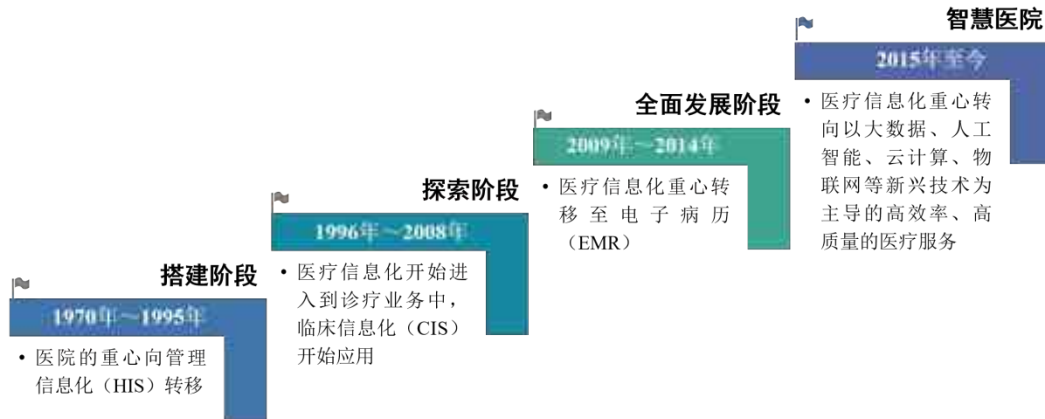 搭建阶段
1970年～1995年
• 医院的重心向管理
信息化（HIS）转移
探索阶段
1996年～2008年
• 医疗信息化开始进
入到诊疗业务中，
临床信息化（CIS）
开始应用
全面发展阶段
2009年～2014年
• 医疗信息化重心转
移至电子病历
（EMR）
智慧医院
2015年至今
• 医疗信息化重心转
向以大数据、人工
智能、云计算、物
联网等新兴技术为
主导的高效率、高
质量的医疗服务